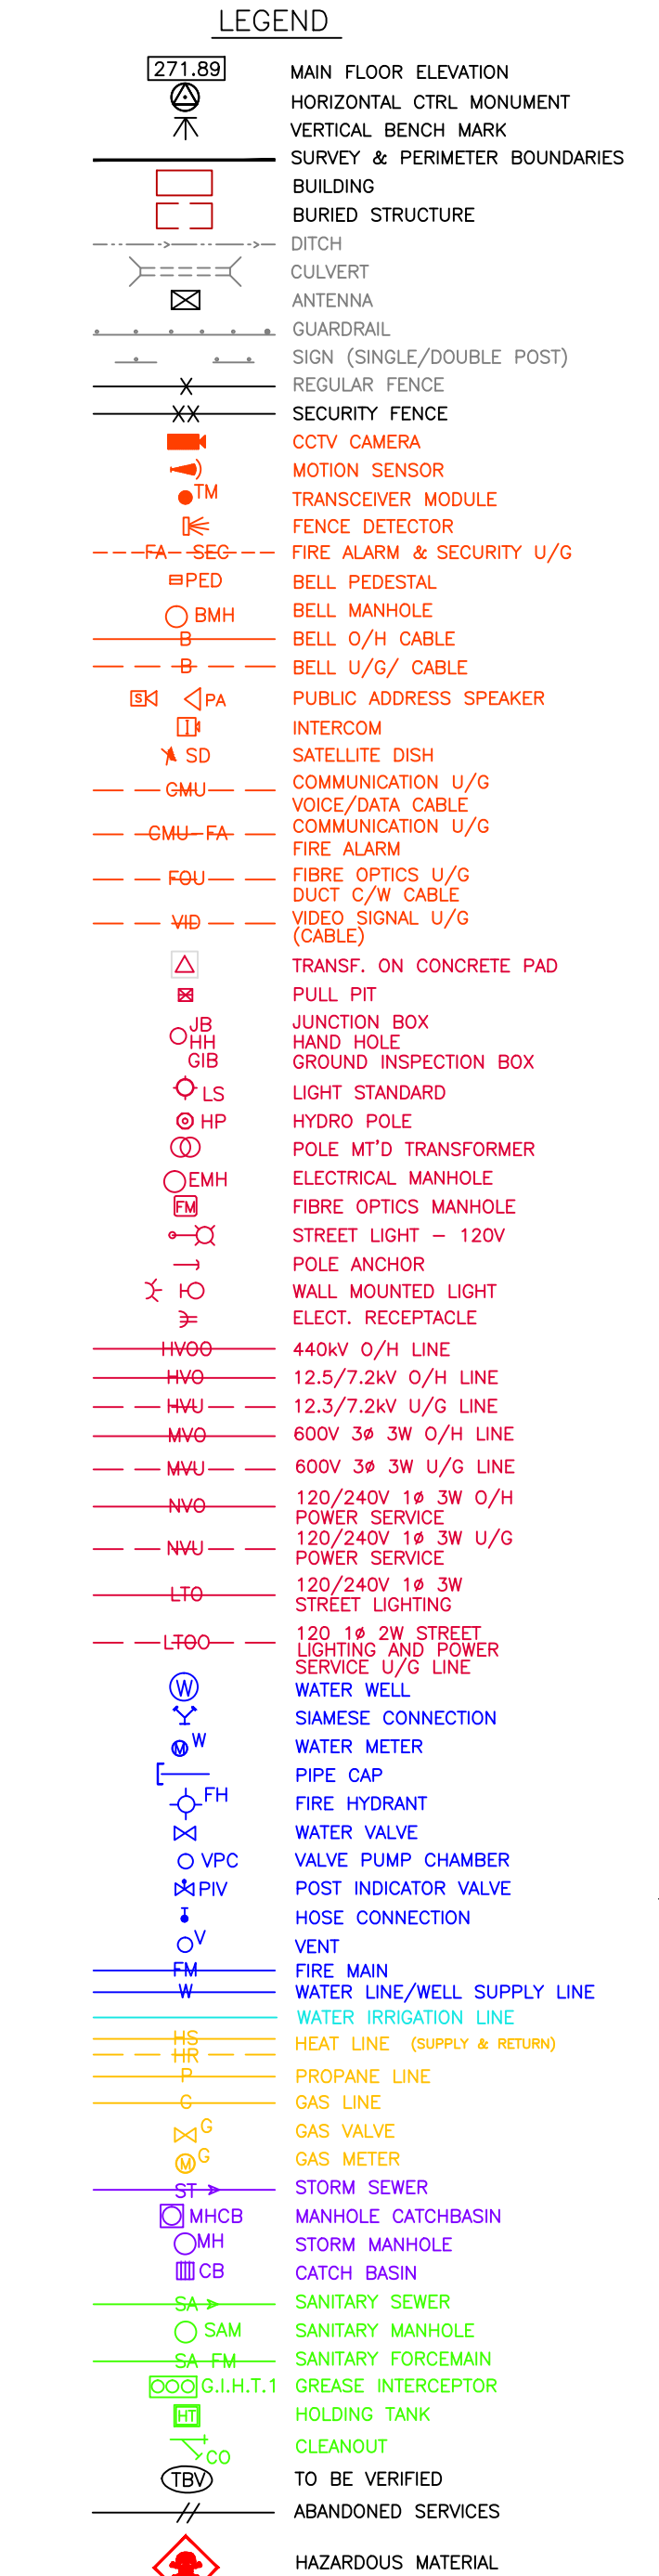 LEGEND
271.89 MAIN FLOOR ELEVATION
HORIZONTAL CTRL MONUMENT
VERTICAL BENCH MARK
SURVEY & PERIMETER BOUNDARIES
BUILDING
BURIED STRUCTURE
DITCH
CULVERT
ANTENNA
GUARDRAIL
SIGN (SINGLE/DOUBLE POST)
X REGULAR FENCE
XX SECURITY FENCE
CCTV CAMERA
MOTION SENSOR
TM TRANSCEIVER MODULE
FENCE DETECTOR
FA SEC FIRE ALARM & SECURITY U/G
PED BELL PEDESTAL
BMH BELL MANHOLE
B BELL O/H CABLE
B BELL U/G/ CABLE
S PA PUBLIC ADDRESS SPEAKER
I INTERCOM
SD SATELLITE DISH
CMU COMMUNICATION U/G
VOICE/DATA CABLE
CMU-FA COMMUNICATION U/G
FIRE ALARM
FOU FIBRE OPTICS U/G
DUCT C/W CABLE
VID VIDEO SIGNAL U/G
(CABLE)
TRANSF. ON CONCRETE PAD
PULL PIT
JB JUNCTION BOX
HH HAND HOLE
GIB GROUND INSPECTION BOX
LS LIGHT STANDARD
HP HYDRO POLE
POLE MT'D TRANSFORMER
EMH ELECTRICAL MANHOLE
FM FIBRE OPTICS MANHOLE
STREET LIGHT - 120V
POLE ANCHOR
WALL MOUNTED LIGHT
ELECT. RECEPTACLE
HVOO 440kV O/H LINE
HVO 12.5/7.2kV O/H LINE
HVU 12.3/7.2kV U/G LINE
MVO 600V 3ø 3W O/H LINE
MVU 600V 3ø 3W U/G LINE
NVO 120/240V 1ø 3W O/H
POWER SERVICE
NVU 120/240V 1ø 3W U/G
POWER SERVICE
LTO 120/240V 1ø 3W
STREET LIGHTING
LTOO 120 1ø 2W STREET
LIGHTING AND POWER
SERVICE U/G LINE
W WATER WELL
SIAMESE CONNECTION
M W WATER METER
PIPE CAP
FH FIRE HYDRANT
WATER VALVE
VPC VALVE PUMP CHAMBER
PIV POST INDICATOR VALVE
HOSE CONNECTION
V VENT
FM FIRE MAIN
W WATER LINE/WELL SUPPLY LINE
WATER IRRIGATION LINE
HS HEAT LINE (SUPPLY & RETURN)
HR
P PROPANE LINE
G GAS LINE
G GAS VALVE
M G GAS METER
ST STORM SEWER
MHCB MANHOLE CATCHBASIN
MH STORM MANHOLE
CB CATCH BASIN
SA SANITARY SEWER
SAM SANITARY MANHOLE
SA FM SANITARY FORCEMAIN
G.I.H.T.1 GREASE INTERCEPTOR
HT HOLDING TANK
CO CLEANOUT
TBV TO BE VERIFIED
ABANDONED SERVICES
HAZARDOUS MATERIAL